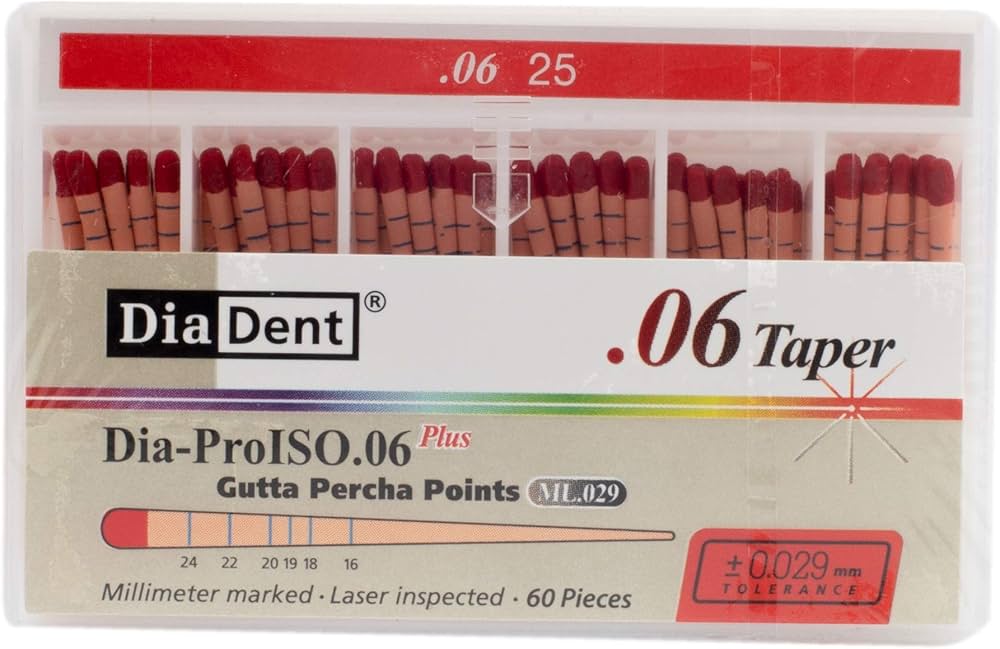 .06 25
DiaDent®
.06 Taper
Dia-ProISO.06 Plus
Gutta Percha Points ML.029
24 22 20 19 18 16
± 0.029 mm
TOLERANCE
Millimeter marked · Laser inspected · 60 Pieces